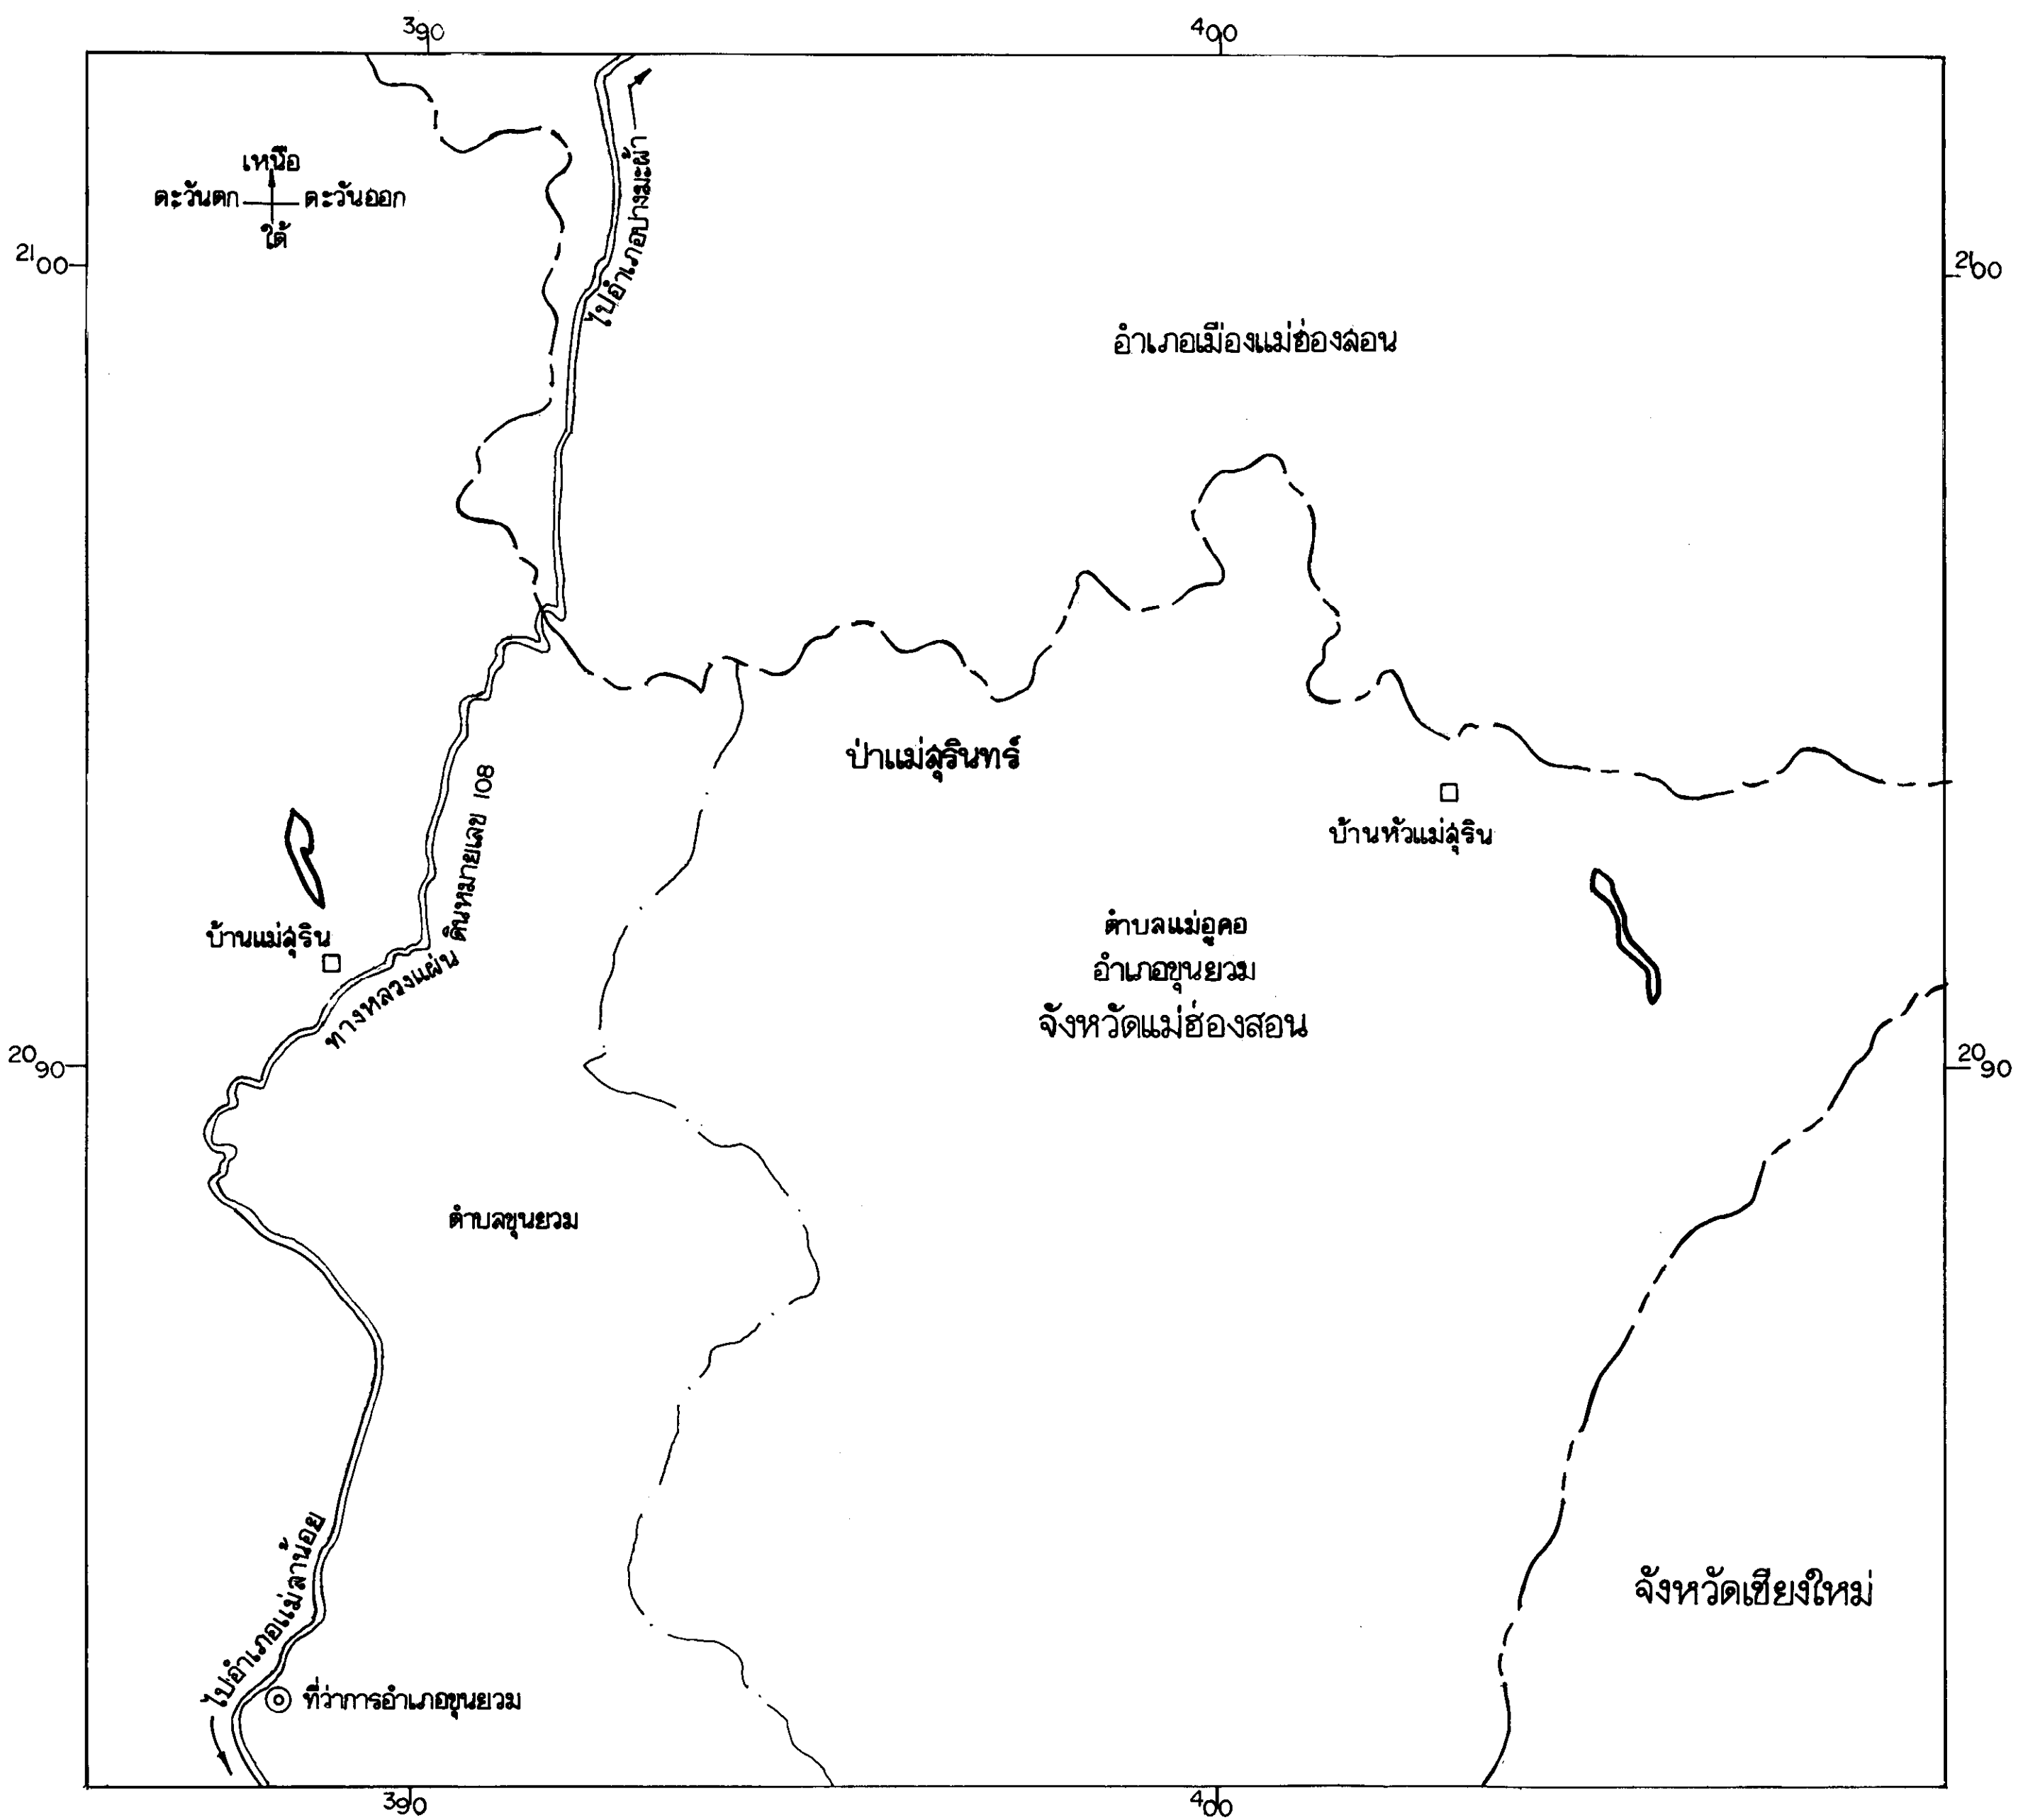 390
400
เหนือ
ตะวันตก
ตะวันออก
ใต้
ไปอำเภอปางมะผ้า
2100
2100
อำเภอเมืองแม่ฮ่องสอน
ป่าแม่สุรินทร์
ทางหลวงแผ่นดินหมายเลข 108
บ้านหัวแม่สุริน
บ้านแม่สุริน
ตำบลแม่อูคอ
อำเภอขุนยวม
จังหวัดแม่ฮ่องสอน
2090
2090
ตำบลขุนยวม
ไปอำเภอแม่ลาน้อย
จังหวัดเชียงใหม่
ที่ว่าการอำเภอขุนยวม
390
400